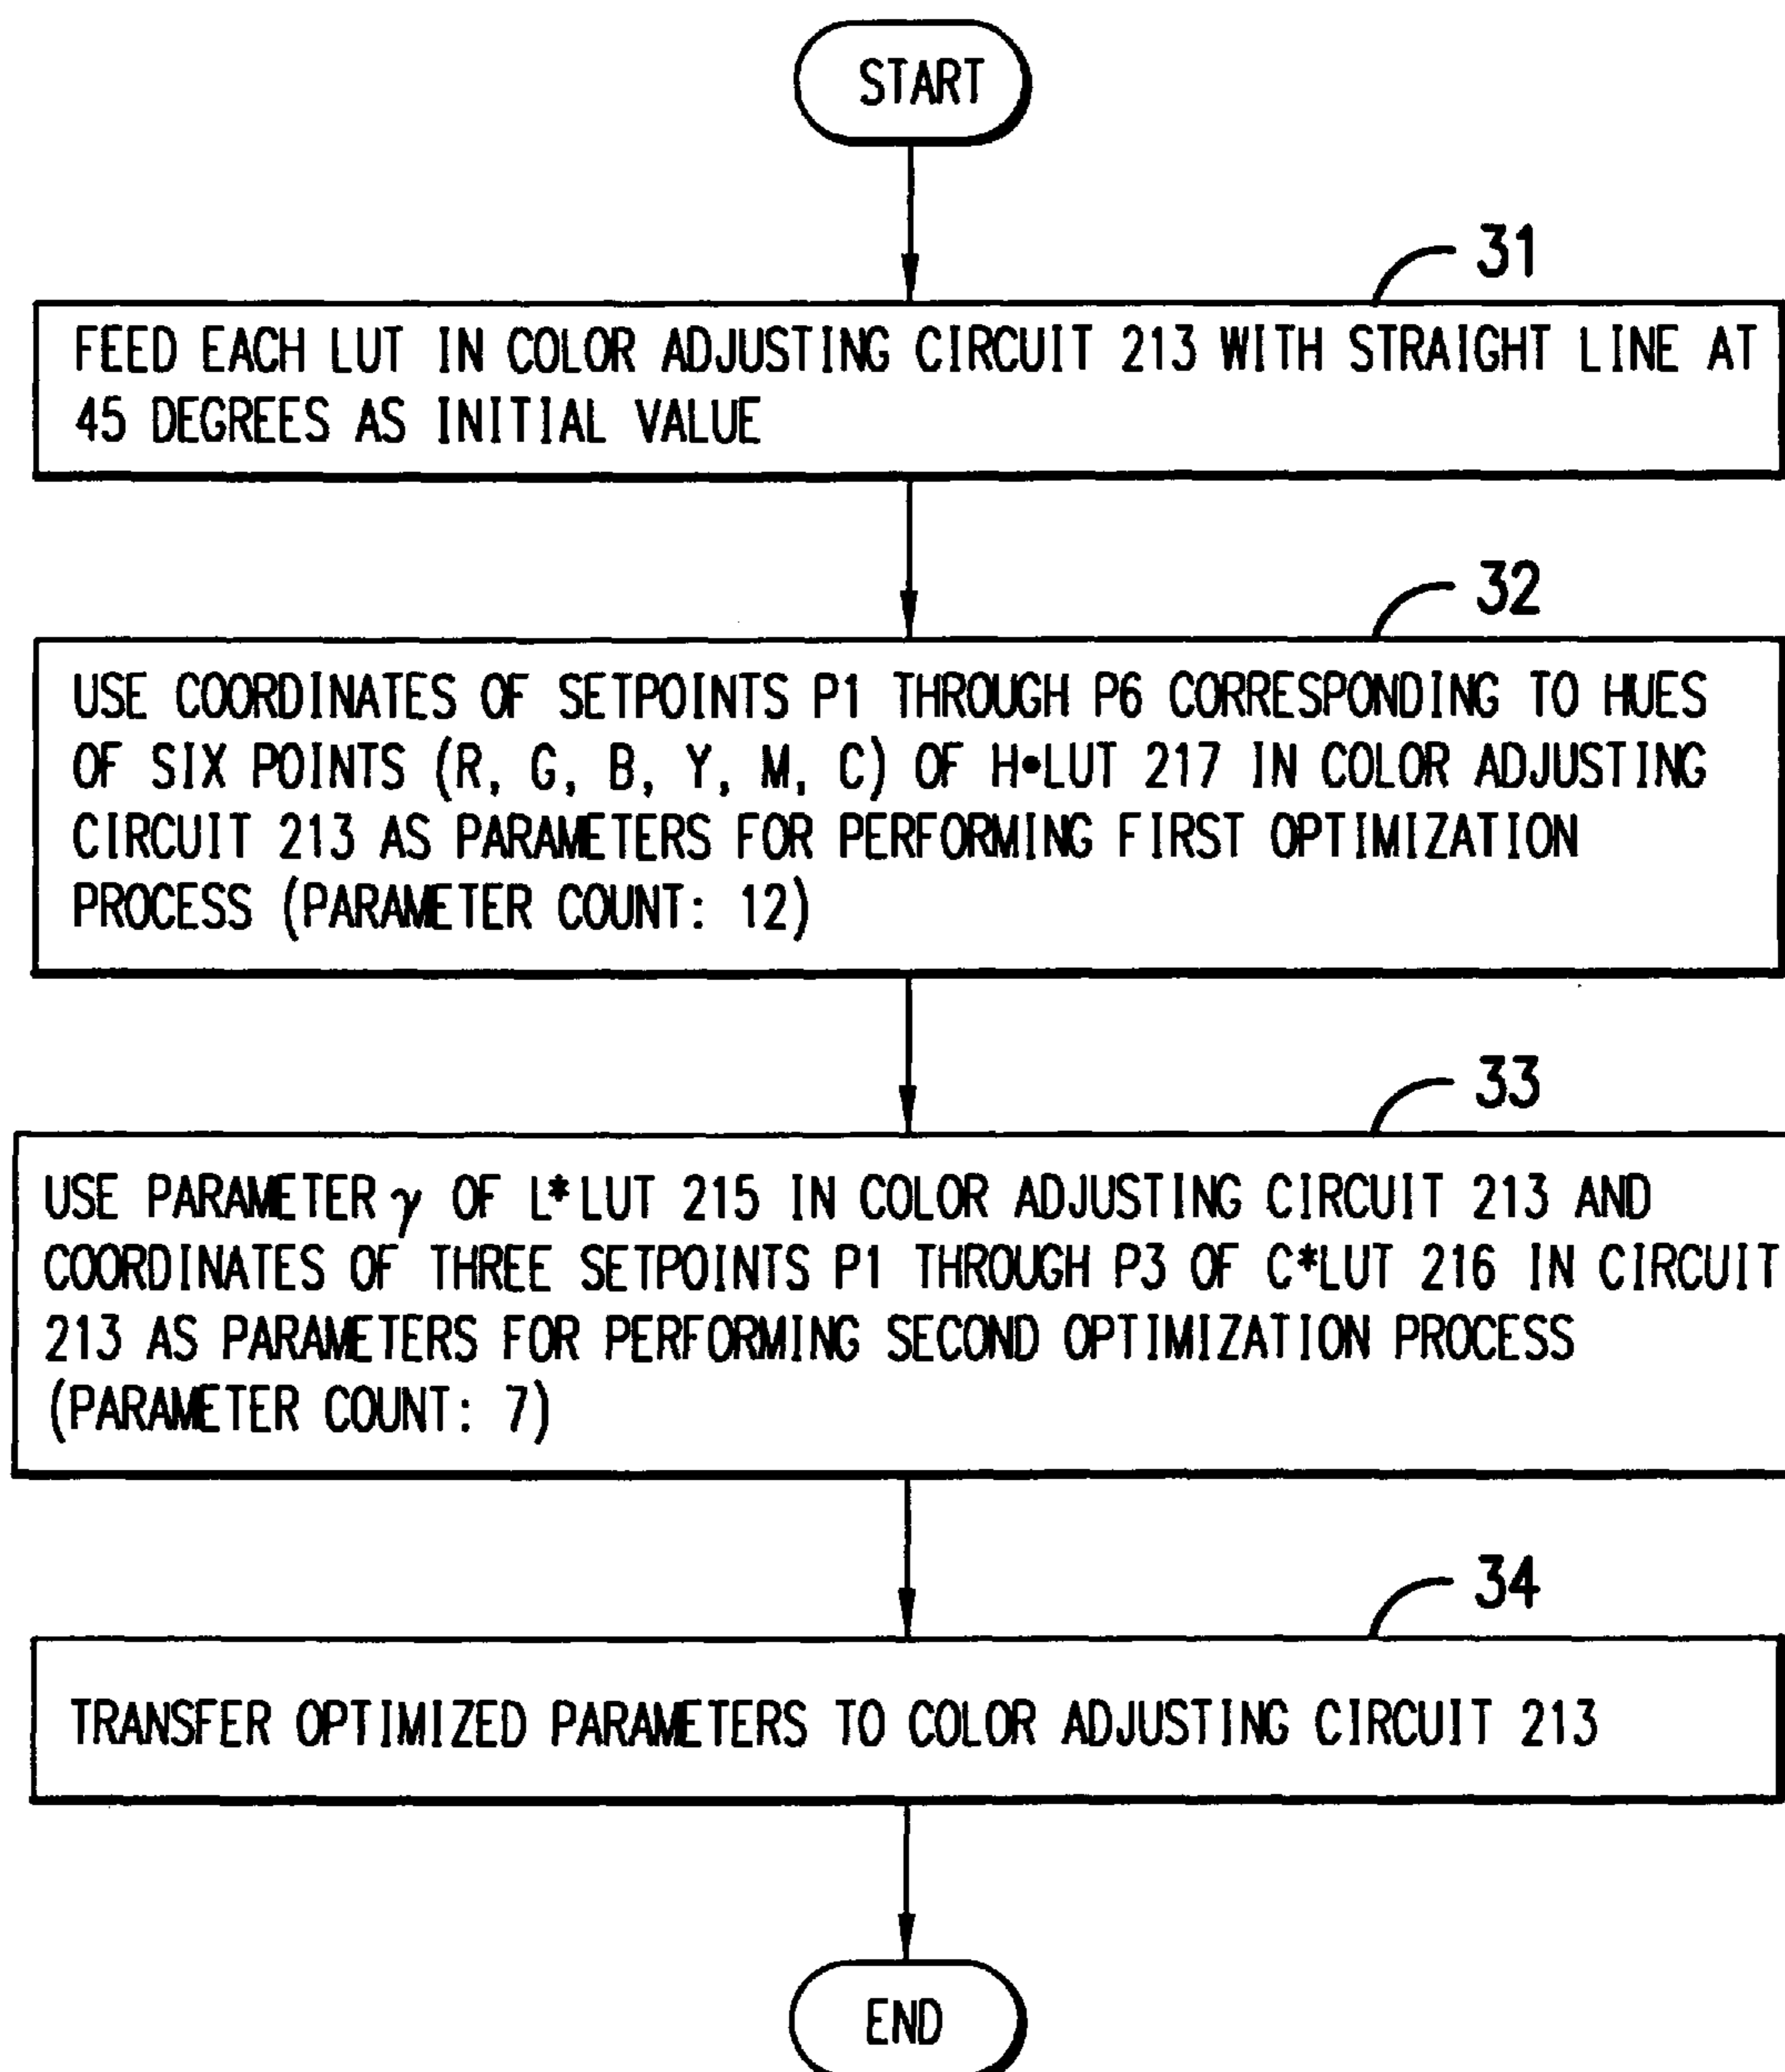 START
31
FEED EACH LUT IN COLOR ADJUSTING CIRCUIT 213 WITH STRAIGHT LINE AT
45 DEGREES AS INITIAL VALUE
32
USE COORDINATES OF SETPOINTS P1 THROUGH P6 CORRESPONDING TO HUES
OF SIX POINTS (R, G, B, Y, M, C) OF H•LUT 217 IN COLOR ADJUSTING
CIRCUIT 213 AS PARAMETERS FOR PERFORMING FIRST OPTIMIZATION
PROCESS (PARAMETER COUNT: 12)
33
USE PARAMETER γ OF L*LUT 215 IN COLOR ADJUSTING CIRCUIT 213 AND
COORDINATES OF THREE SETPOINTS P1 THROUGH P3 OF C*LUT 216 IN CIRCUIT
213 AS PARAMETERS FOR PERFORMING SECOND OPTIMIZATION PROCESS
(PARAMETER COUNT: 7)
34
TRANSFER OPTIMIZED PARAMETERS TO COLOR ADJUSTING CIRCUIT 213
END